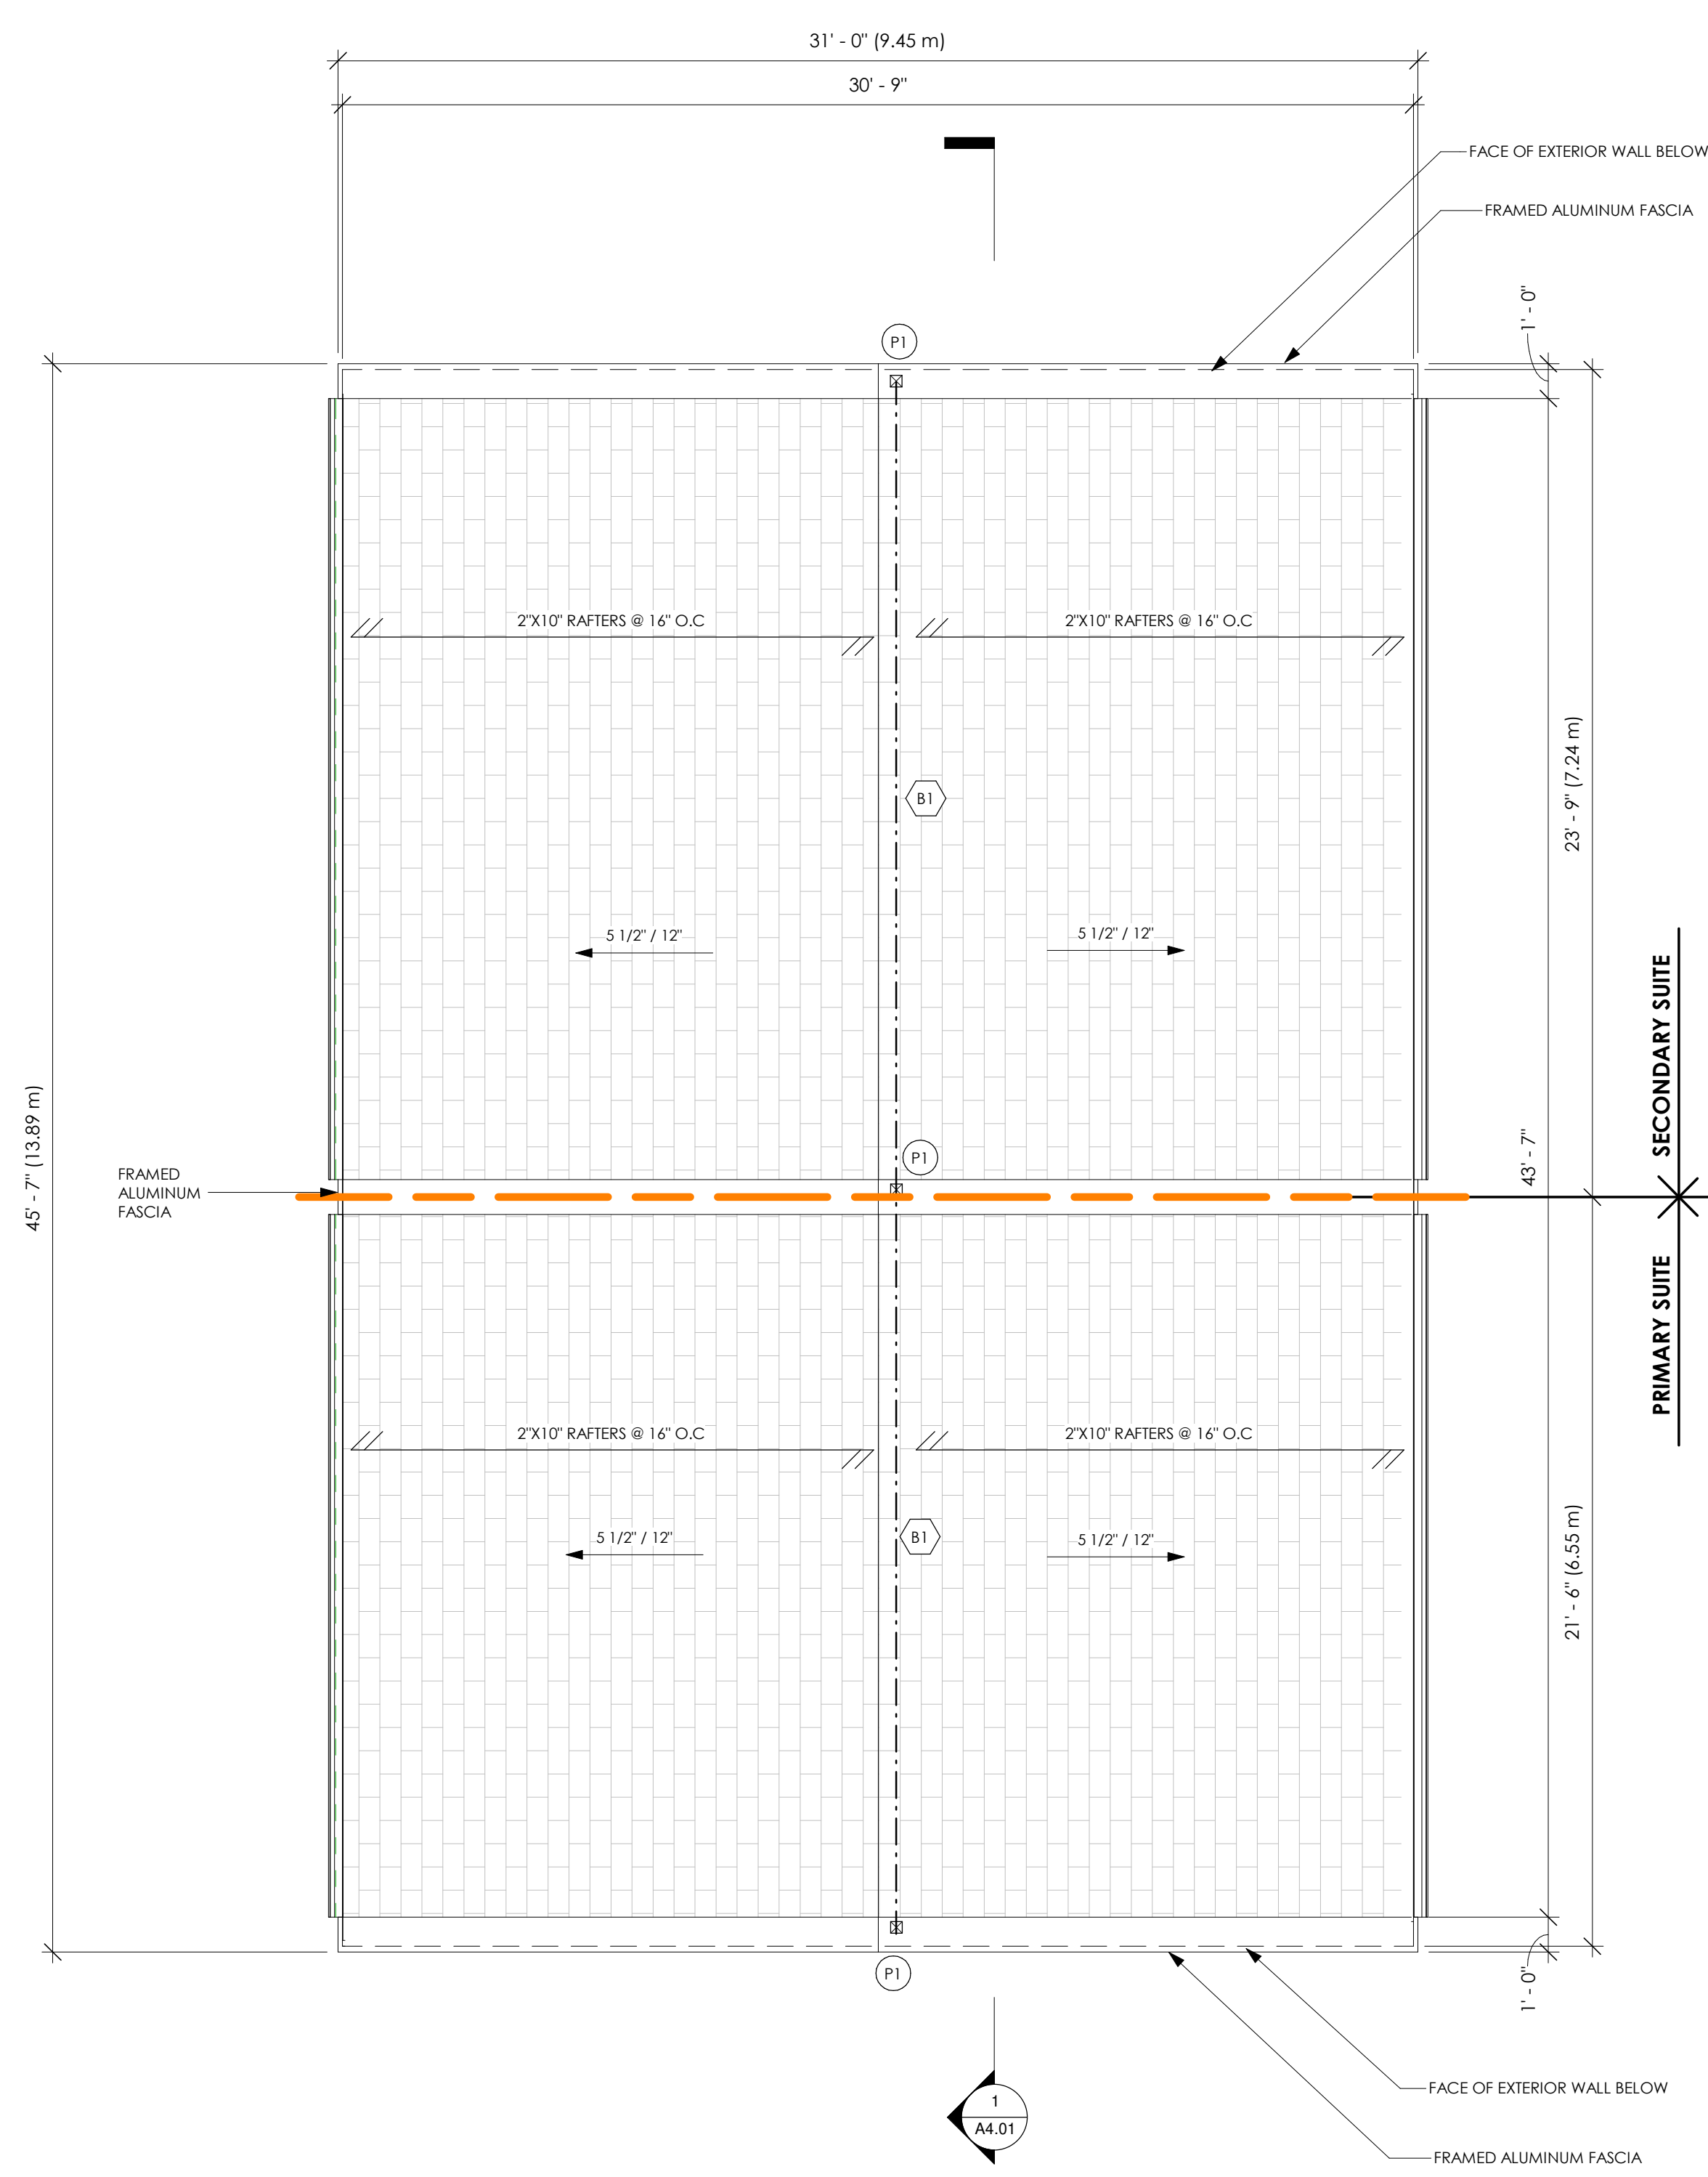 31' - 0" (9.45 m)
30' - 9"
FACE OF EXTERIOR WALL BELOW
FRAMED ALUMINUM FASCIA
1' - 0"
P1
2"X10" RAFTERS @ 16" O.C
2"X10" RAFTERS @ 16" O.C
23' - 9" (7.24 m)
B1
5 1/2" / 12"
5 1/2" / 12"
SECONDARY SUITE
45' - 7" (13.89 m)
43' - 7"
P1
FRAMED
ALUMINUM
FASCIA
PRIMARY SUITE
2"X10" RAFTERS @ 16" O.C
2"X10" RAFTERS @ 16" O.C
B1
5 1/2" / 12"
5 1/2" / 12"
21' - 6" (6.55 m)
P1
1' - 0"
FACE OF EXTERIOR WALL BELOW
1
A4.01
FRAMED ALUMINUM FASCIA